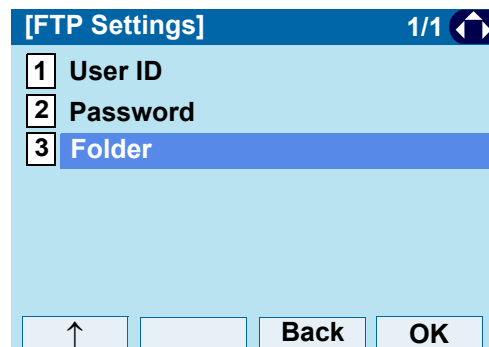 [FTP Settings] 1/1
1 User ID
2 Password
3 Folder
↑ Back OK